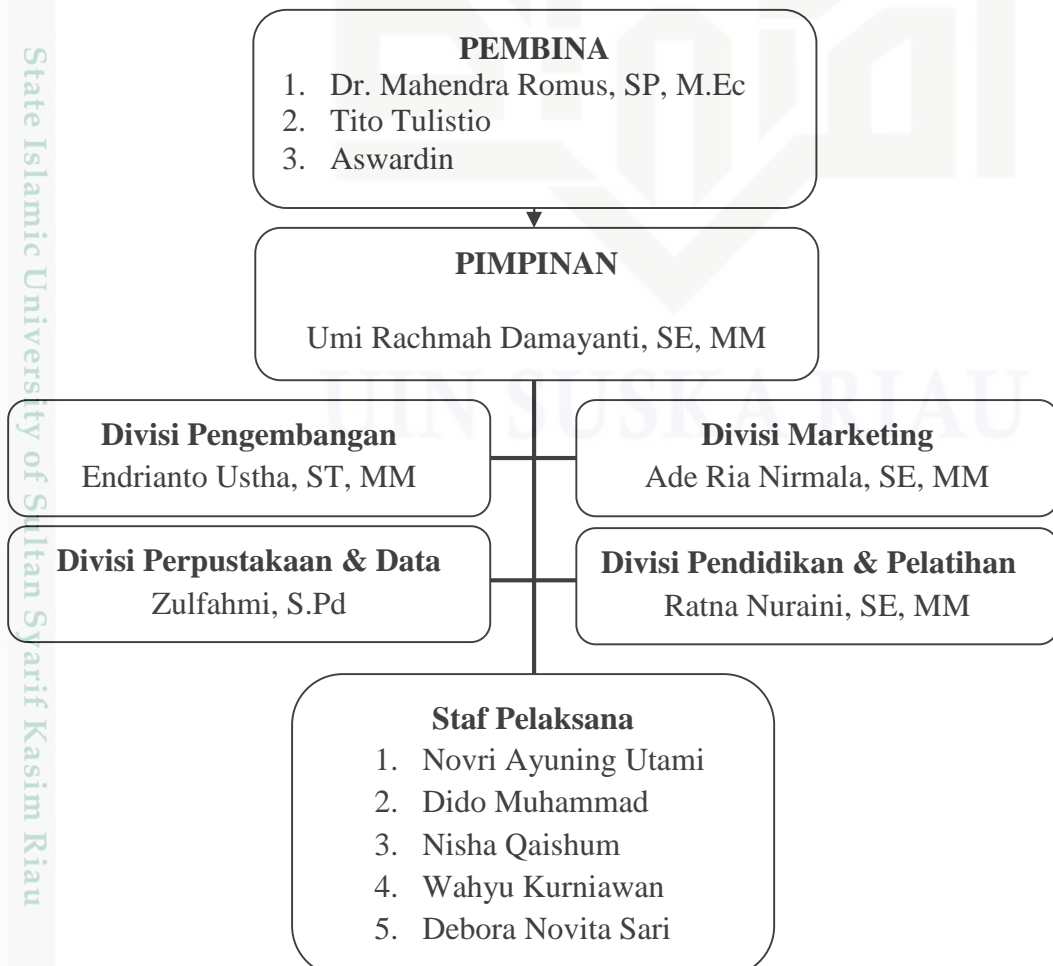 PEMBINA
1. Dr. Mahendra Romus, SP, M.Ec
2. Tito Tulistio
3. Aswardin
PIMPINAN
Umi Rachmah Damayanti, SE, MM
UIN SUSKA RIAU
Divisi Pengembangan
Endrianto Ustha, ST, MM
Divisi Marketing
Ade Ria Nirmala, SE, MM
Divisi Perpustakaan & Data
Zulfahmi, S.Pd
Divisi Pendidikan & Pelatihan
Ratna Nuraini, SE, MM
Staf Pelaksana
1. Novri Ayuning Utami
2. Dido Muhammad
3. Nisha Qaishum
4. Wahyu Kurniawan
5. Debora Novita Sari
State Islamic University of Sultan Syarif Kasim Riau